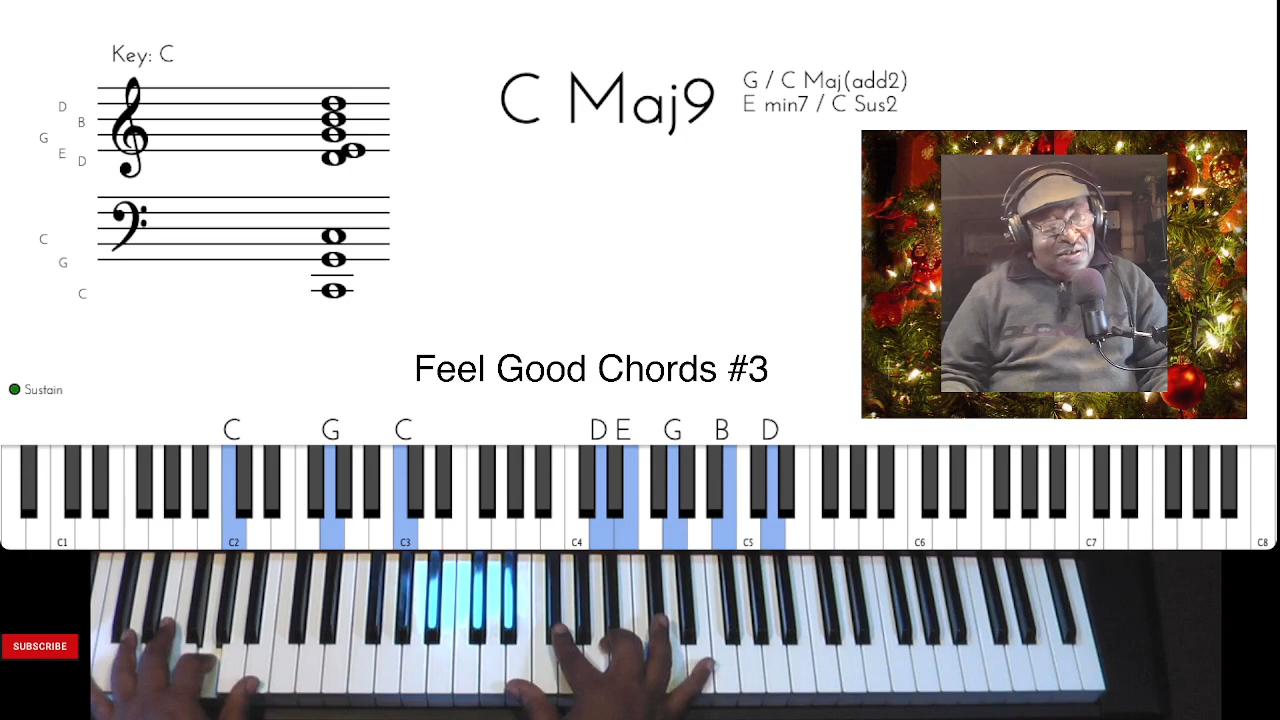 Key: C
C Maj9
G / C Maj(add2)
E min7 / C Sus2
D
B
G
E
D
C
G
C
Feel Good Chords #3
Sustain
C G C D E G B D
C1 C2 C3 C4 C5 C6 C7 C8
SUBSCRIBE